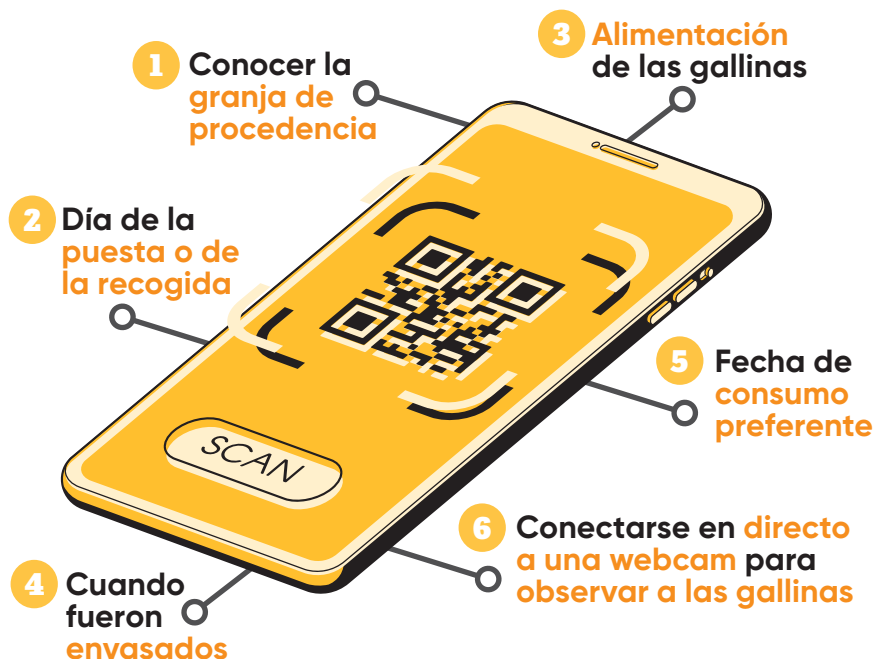 1 Conocer la
granja de
procedencia
2 Día de la
puesta o de
la recogida
3 Alimentación
de las gallinas
4 Cuando
fueron
envasados
5 Fecha de
consumo
preferente
6 Conectarse en directo
a una webcam para
observar a las gallinas
SCAN